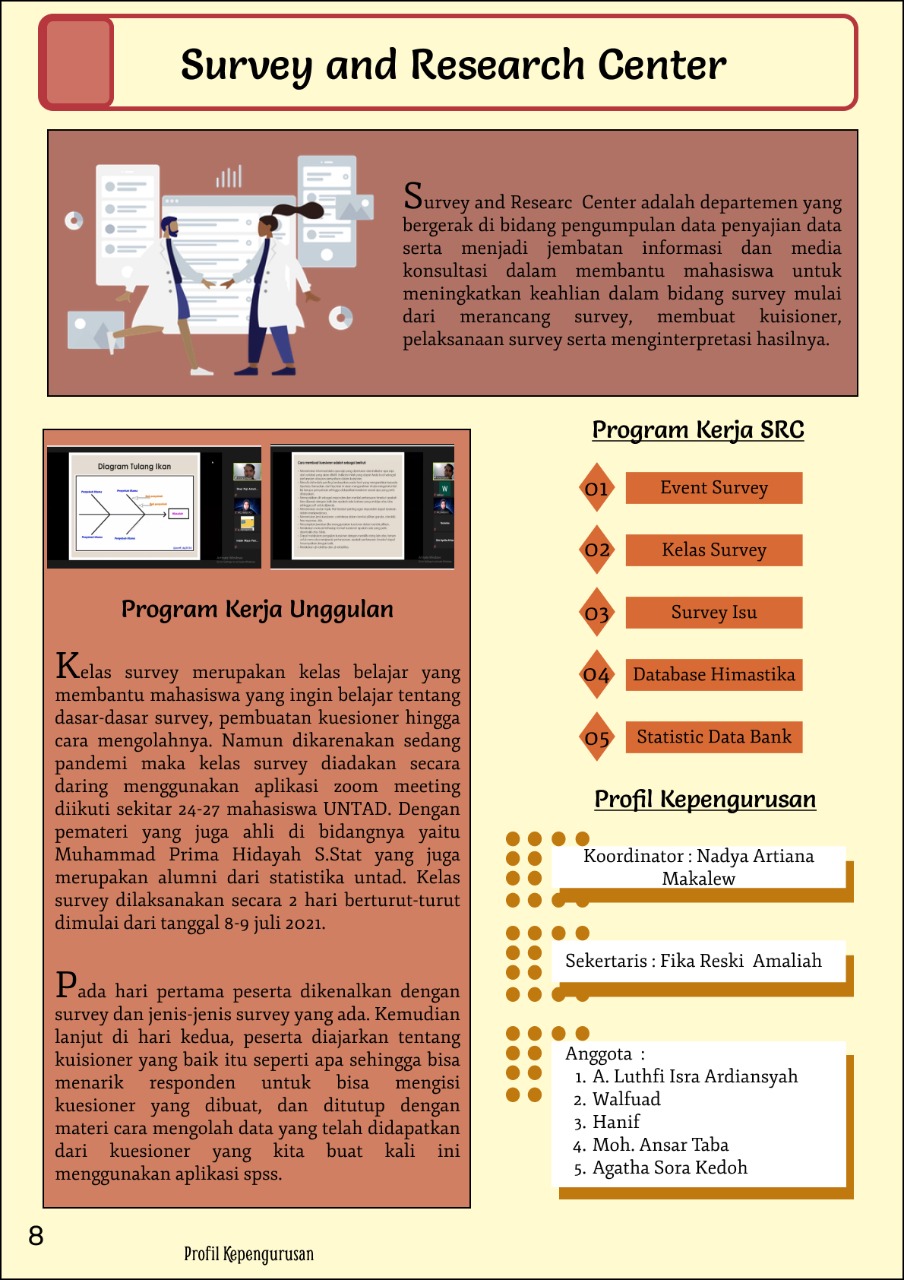 Survey and Research Center
Survey and Researc Center adalah departemen yang
bergerak di bidang pengumpulan data penyajian data
serta menjadi jembatan informasi dan media
konsultasi dalam membantu mahasiswa untuk
meningkatkan keahlian dalam bidang survey mulai
dari merancang survey, membuat kuisioner,
pelaksanaan survey serta menginterpretasi hasilnya.
Diagram Tulang Ikan
Cara membuat kuesioner adalah sebagai berikut:
Program Kerja Unggulan
Kelas survey merupakan kelas belajar yang
membantu mahasiswa yang ingin belajar tentang
dasar-dasar survey, pembuatan kuesioner hingga
cara mengolahnya. Namun dikarenakan sedang
pandemi maka kelas survey diadakan secara
daring menggunakan aplikasi zoom meeting
diikuti sekitar 24-27 mahasiswa UNTAD. Dengan
pemateri yang juga ahli di bidangnya yaitu
Muhammad Prima Hidayah S.Stat yang juga
merupakan alumni dari statistika untad. Kelas
survey dilaksanakan secara 2 hari berturut-turut
dimulai dari tanggal 8-9 juli 2021.
Pada hari pertama peserta dikenalkan dengan
survey dan jenis-jenis survey yang ada. Kemudian
lanjut di hari kedua, peserta diajarkan tentang
kuisioner yang baik itu seperti apa sehingga bisa
menarik responden untuk bisa mengisi
kuesioner yang dibuat, dan ditutup dengan
materi cara mengolah data yang telah didapatkan
dari kuesioner yang kita buat kali ini
menggunakan aplikasi spss.
Program Kerja SRC
01 Event Survey
02 Kelas Survey
03 Survey Isu
04 Database Himastika
05 Statistic Data Bank
Profil Kepengurusan
Koordinator : Nadya Artiana
Makalew
Sekertaris : Fika Reski Amaliah
Anggota :
1. A. Luthfi Isra Ardiansyah
2. Walfuad
3. Hanif
4. Moh. Ansar Taba
5. Agatha Sora Kedoh
8
Profil Kepengurusan